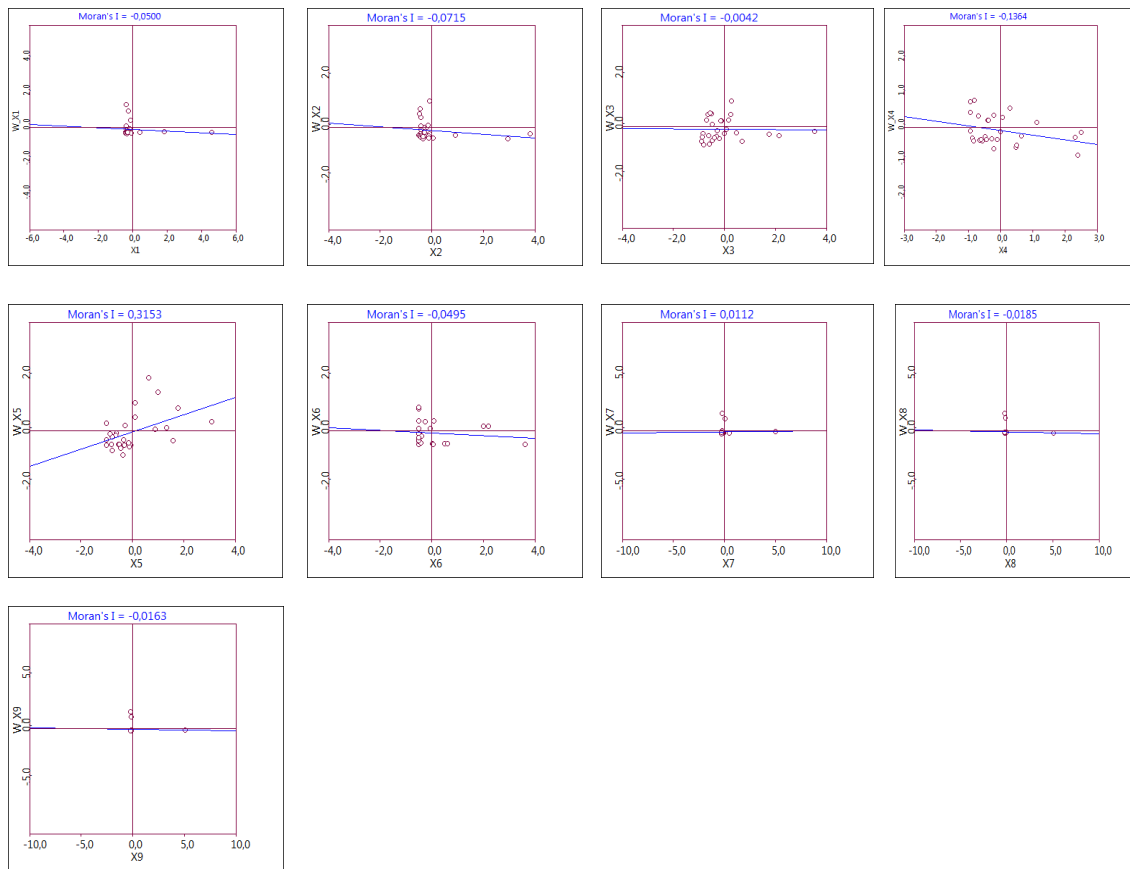 Moran's I = -0,0500
W_X1
4,0
2,0
0,0
-2,0
-4,0
-6,0 -4,0 -2,0 0,0 2,0 4,0 6,0
X1
Moran's I = -0,0715
W_X2
2,0
0,0
-2,0
-4,0 -2,0 0,0 2,0 4,0
X2
Moran's I = -0,0042
W_X3
2,0
0,0
-2,0
-4,0 -2,0 0,0 2,0 4,0
X3
Moran's I = -0,1364
W_X4
2,0
1,0
0,0
-1,0
-2,0
-3,0 -2,0 -1,0 0,0 1,0 2,0 3,0
X4
Moran's I = 0,3153
W_X5
2,0
0,0
-2,0
-4,0 -2,0 0,0 2,0 4,0
X5
Moran's I = -0,0495
W_X6
2,0
0,0
-2,0
-4,0 -2,0 0,0 2,0 4,0
X6
Moran's I = 0,0112
W_X7
5,0
0,0
-5,0
-10,0 -5,0 0,0 5,0 10,0
X7
Moran's I = -0,0185
W_X8
5,0
0,0
-5,0
-10,0 -5,0 0,0 5,0 10,0
X8
Moran's I = -0,0163
W_X9
5,0
0,0
-5,0
-10,0 -5,0 0,0 5,0 10,0
X9